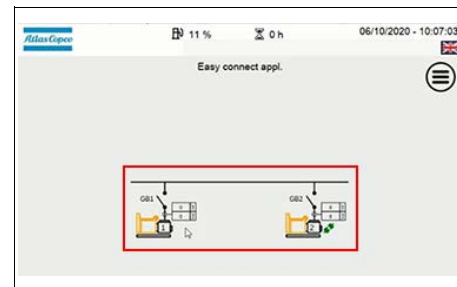 Atlas Copco
11 %
0 h
06/10/2020 - 10:07:03
Easy connect appl.
GB1
GB2
1
2